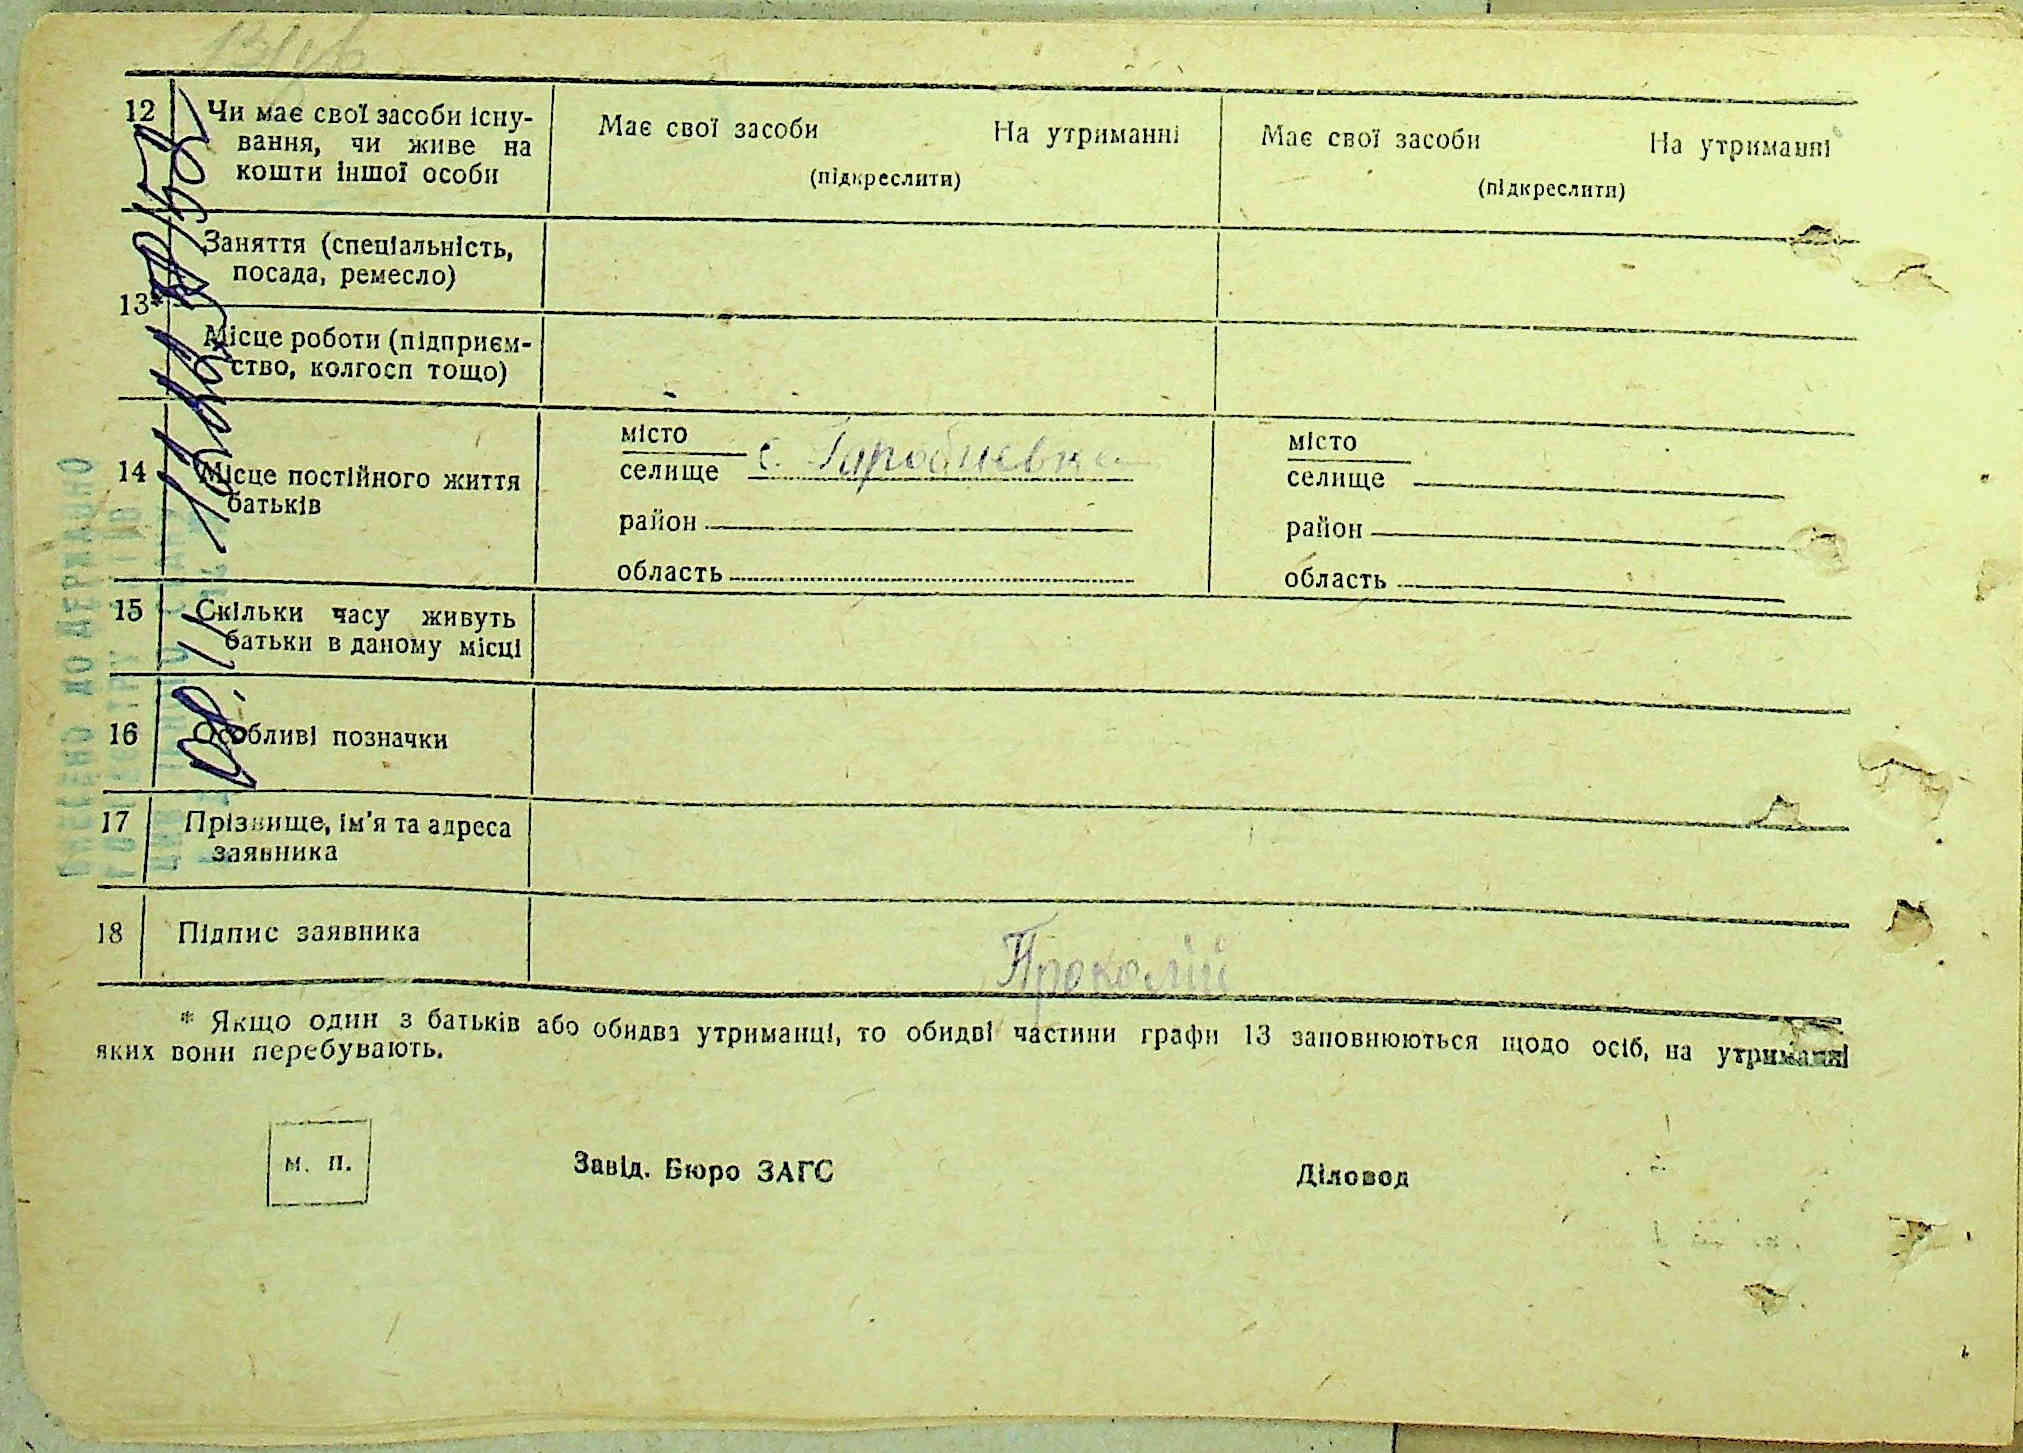 12
Чи має свої засоби існу-
вання, чи живе на
кошти іншої особи
Має свої засоби На утриманні
(підкреслити)
Має свої засоби На утриманні
(підкреслити)
13*
Заняття (спеціальність,
посада, ремесло)
Місце роботи (підприєм-
ство, колгосп тощо)
14
Місце постійного життя
батьків
місто
селище с.
район
область
місто
селище
район
область
15
Скільки часу живуть
батьки в даному місці
16
Особливі позначки
17
Прізвище, ім'я та адреса
заявника
18
Підпис заявника
* Якщо один з батьків або обидва утриманці, то обидві частини графи 13 заповнюються щодо осіб, на утриманні
яких вони перебувають.
м. п.
Завід. Бюро ЗАГС
Діловод